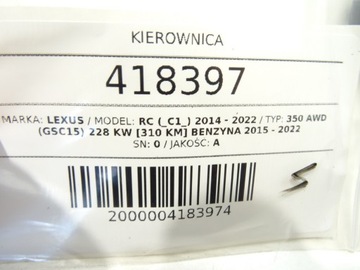 KIEROWNICA
418397
MARKA: LEXUS / MODEL: RC (_C1_) 2014 - 2022 / TYP: 350 AWD
(GSC15) 228 KW [310 KM] BENZYNA 2015 - 2022
SN: 0 / JAKOŚĆ: A
2000004183974